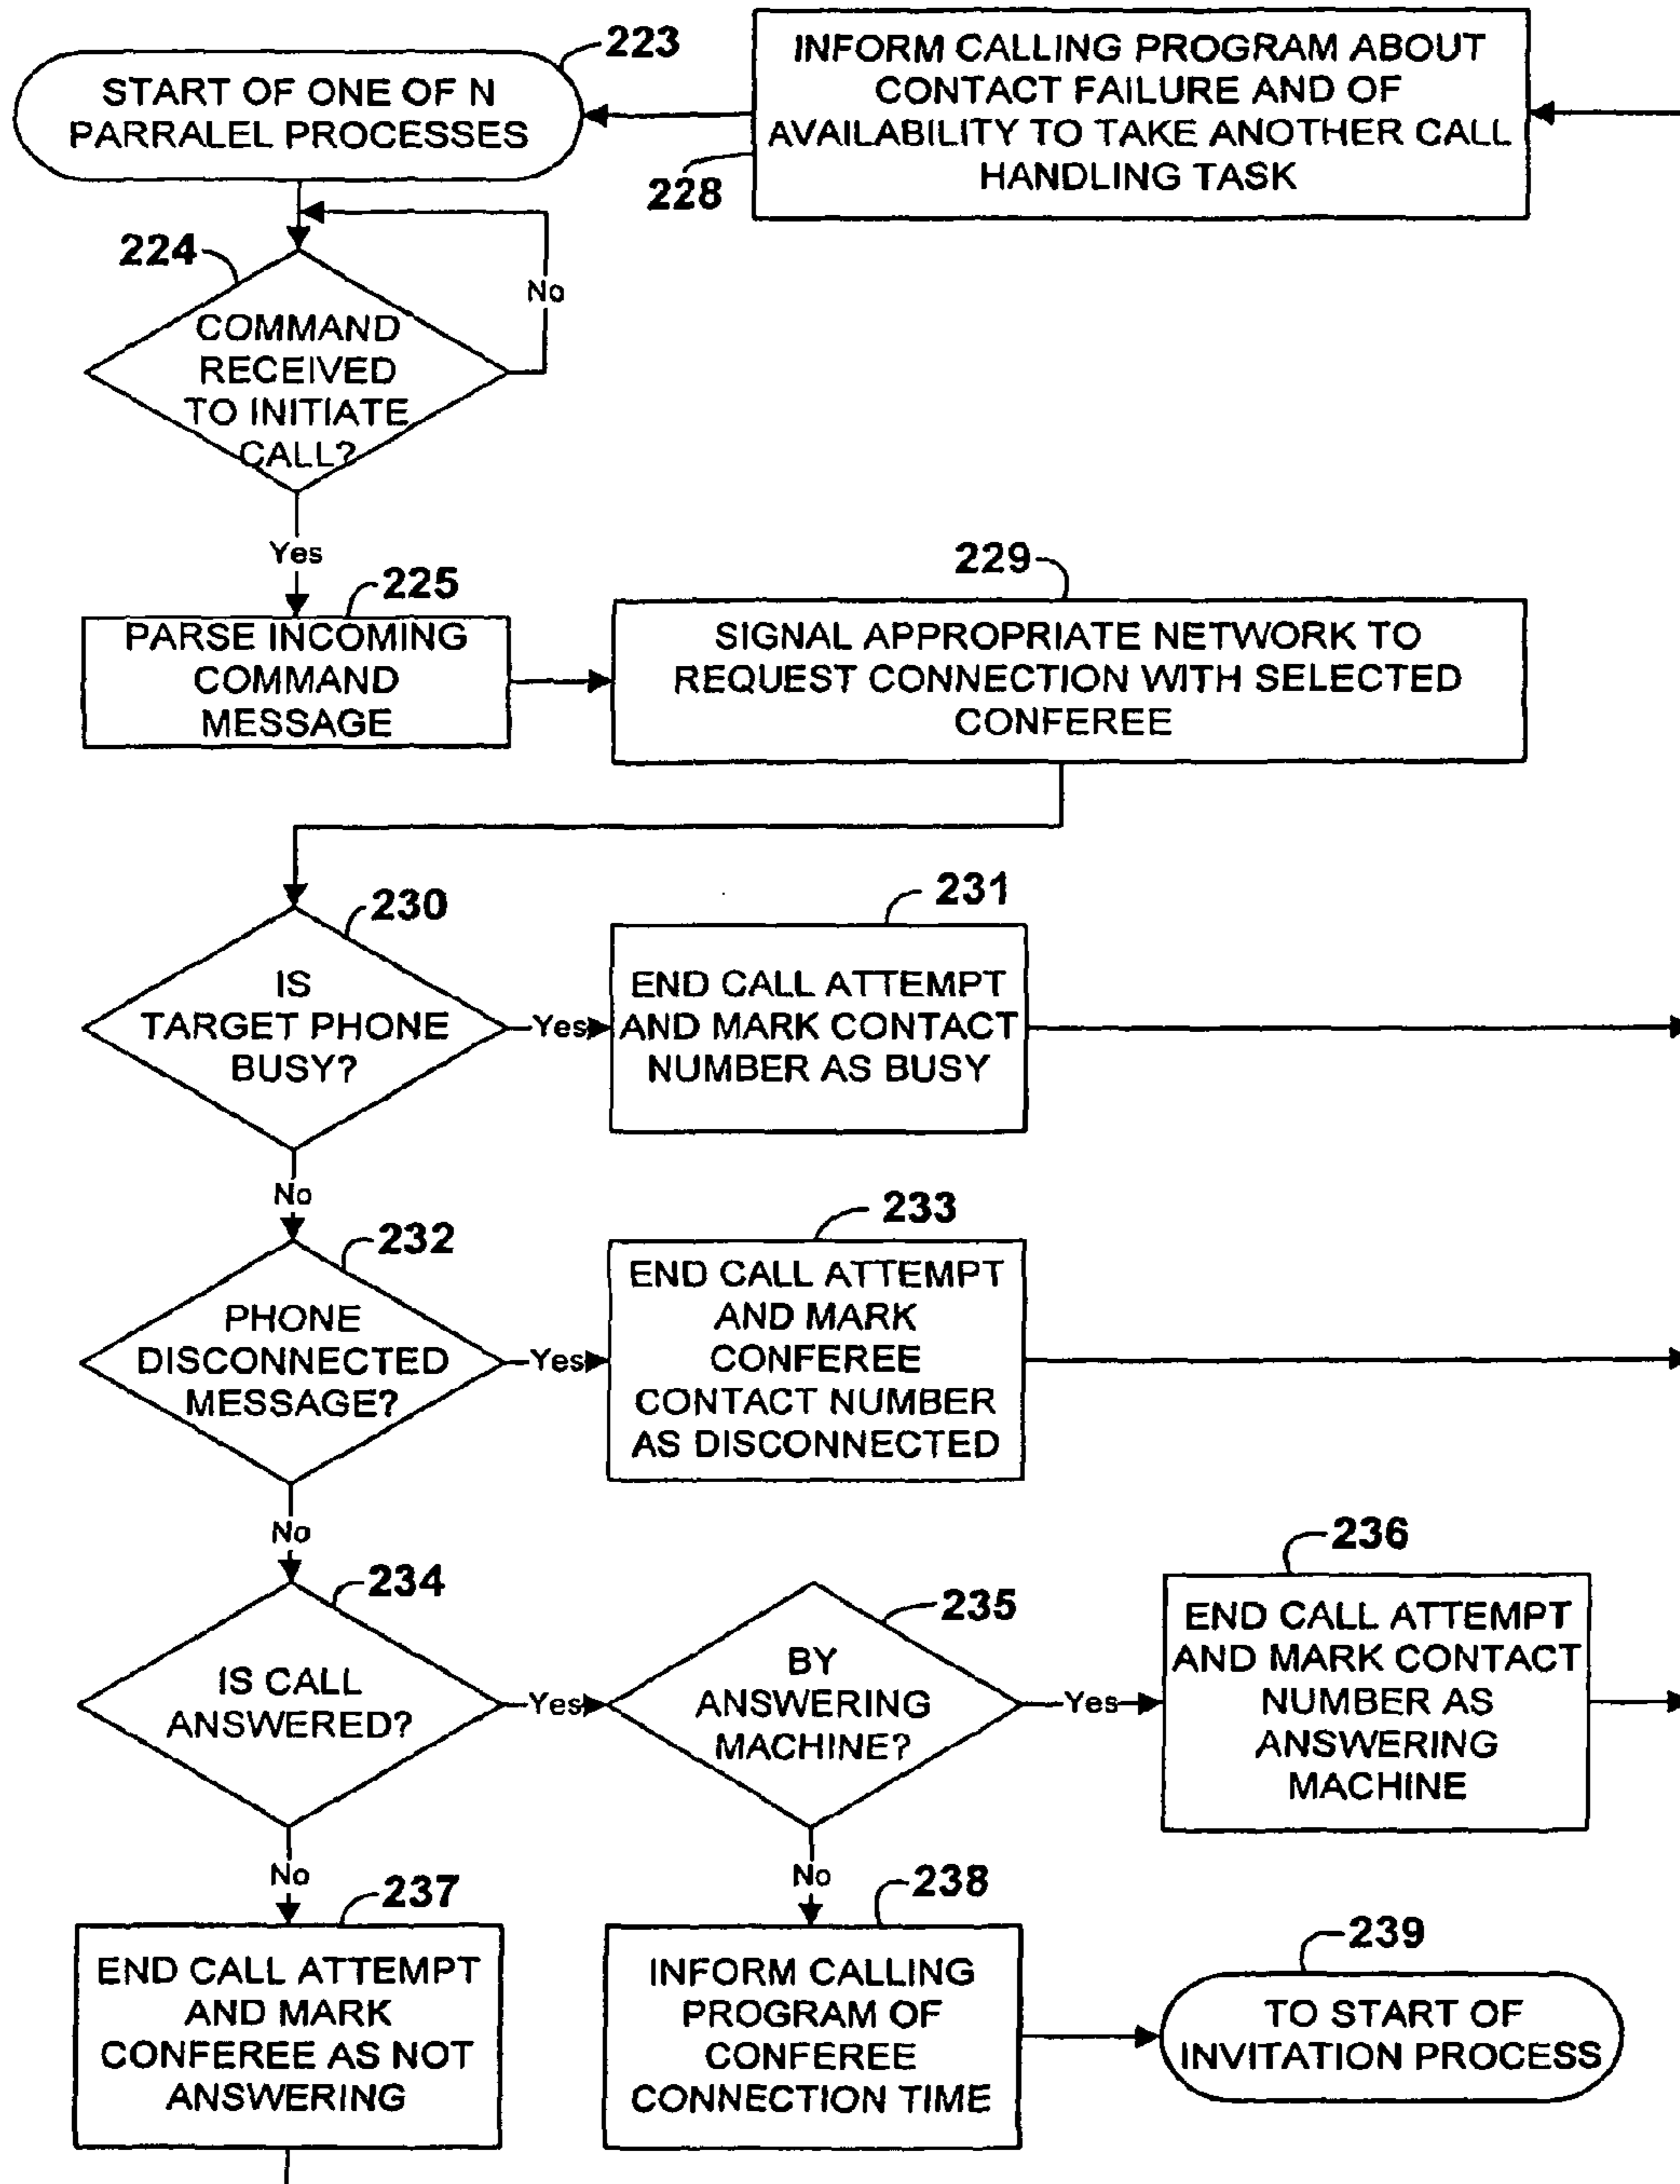 223
START OF ONE OF N
PARRALEL PROCESSES
INFORM CALLING PROGRAM ABOUT
CONTACT FAILURE AND OF
AVAILABILITY TO TAKE ANOTHER CALL
HANDLING TASK
228
224
COMMAND
RECEIVED
TO INITIATE
CALL?
No
Yes
225
PARSE INCOMING
COMMAND
MESSAGE
229
SIGNAL APPROPRIATE NETWORK TO
REQUEST CONNECTION WITH SELECTED
CONFEREE
230
IS
TARGET PHONE
BUSY?
Yes
231
END CALL ATTEMPT
AND MARK CONTACT
NUMBER AS BUSY
No
232
PHONE
DISCONNECTED
MESSAGE?
Yes
233
END CALL ATTEMPT
AND MARK
CONFEREE
CONTACT NUMBER
AS DISCONNECTED
No
234
IS CALL
ANSWERED?
Yes
235
BY
ANSWERING
MACHINE?
Yes
236
END CALL ATTEMPT
AND MARK CONTACT
NUMBER AS
ANSWERING
MACHINE
No
237
END CALL ATTEMPT
AND MARK
CONFEREE AS NOT
ANSWERING
No
238
INFORM CALLING
PROGRAM OF
CONFEREE
CONNECTION TIME
239
TO START OF
INVITATION PROCESS